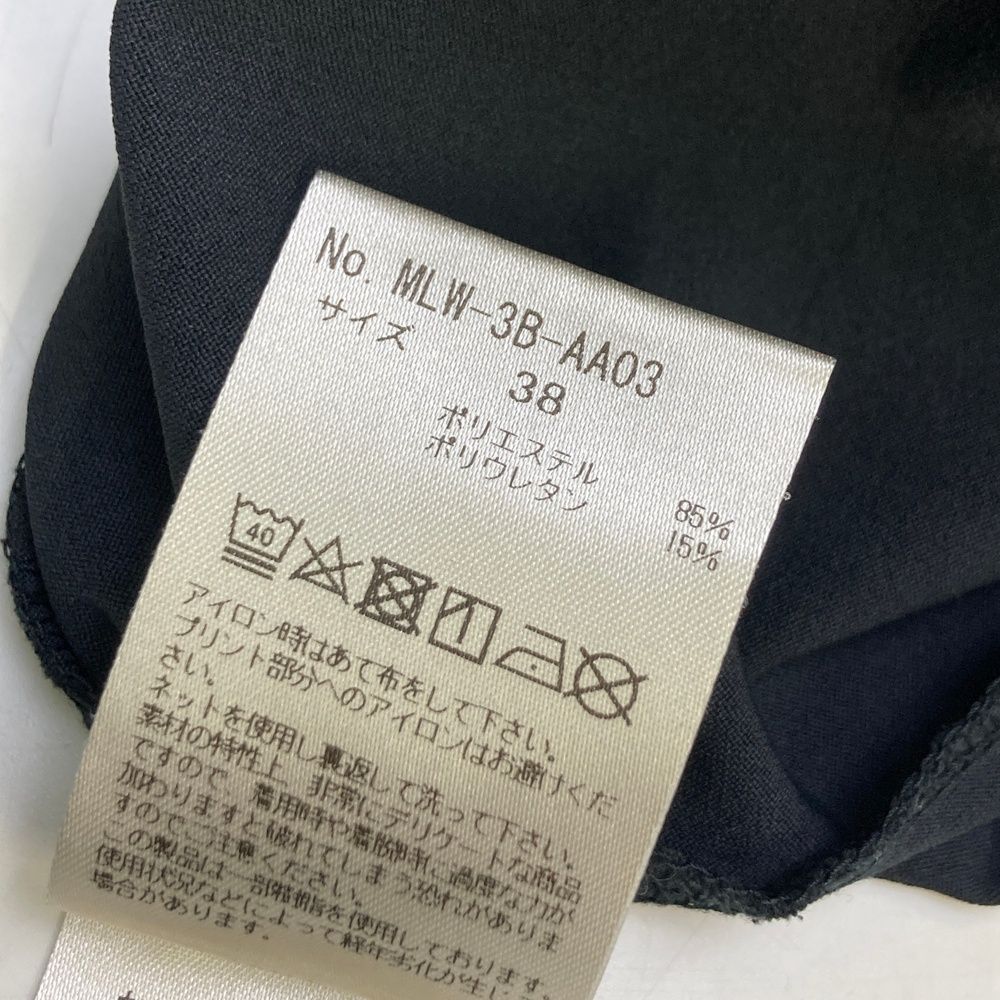 No. MLW-3B-AA03
サイズ
38
ポリエステル 85%
ポリウレタン 15%
40
アイロン時はあて布をして下さい。
プリント部分へのアイロンはお避けくだ
さい。
ネットを使用し裏返して洗って下さい。
素材の特性上、非常にデリケートな商品
ですので、着用時や着脱時に過度な力が
加わりますと破れてしまう恐れがありま
すのでご注意ください。
この製品は一部樹脂を使用しております。
使用状況などによって経年劣化が生じ
場合があります。